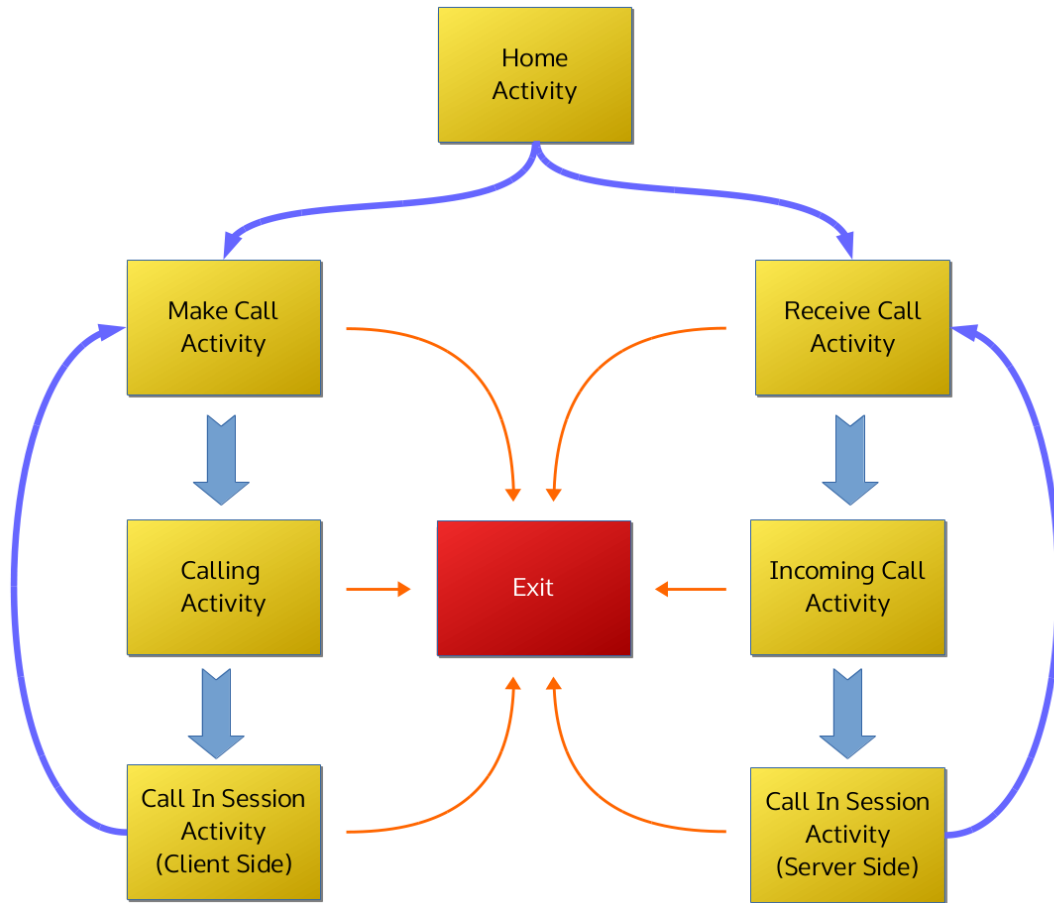 Home
Activity
Make Call
Activity
Receive Call
Activity
Calling
Activity
Exit
Incoming Call
Activity
Call In Session
Activity
(Client Side)
Call In Session
Activity
(Server Side)